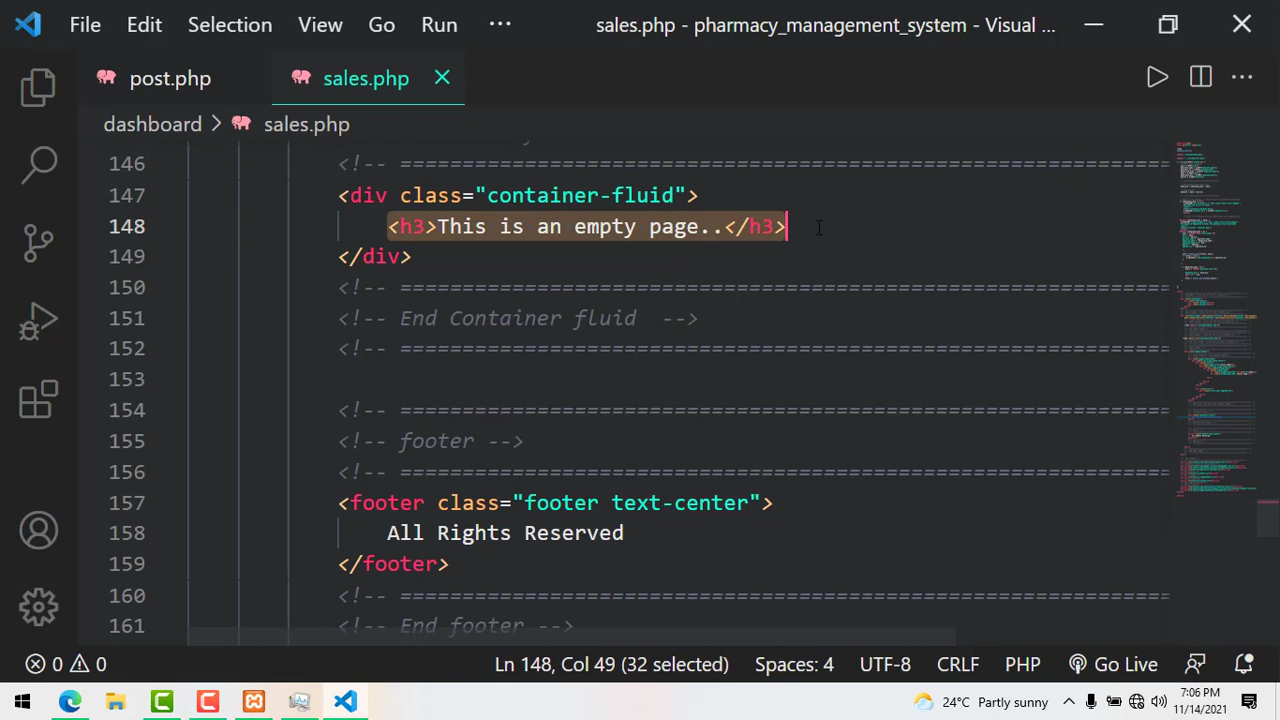 File Edit Selection View Go Run ··· sales.php - pharmacy_management_system - Visual ...
post.php sales.php
dashboard > sales.php
146 <!-- ==============================================================
147 <div class="container-fluid">
148 <h3>This an empty page..</h3>
149 </div>
150 <!-- ==============================================================
151 <!-- End Container fluid -->
152 <!-- ==============================================================
153
154 <!-- ==============================================================
155 <!-- footer -->
156 <!-- ==============================================================
157 <footer class="footer text-center">
158 All Rights Reserved
159 </footer>
160 <!-- ==============================================================
161 <!-- End footer -->
0 0 Ln 148, Col 49 (32 selected) Spaces: 4 UTF-8 CRLF PHP Go Live
24°C Partly sunny 7:06 PM
11/14/2021